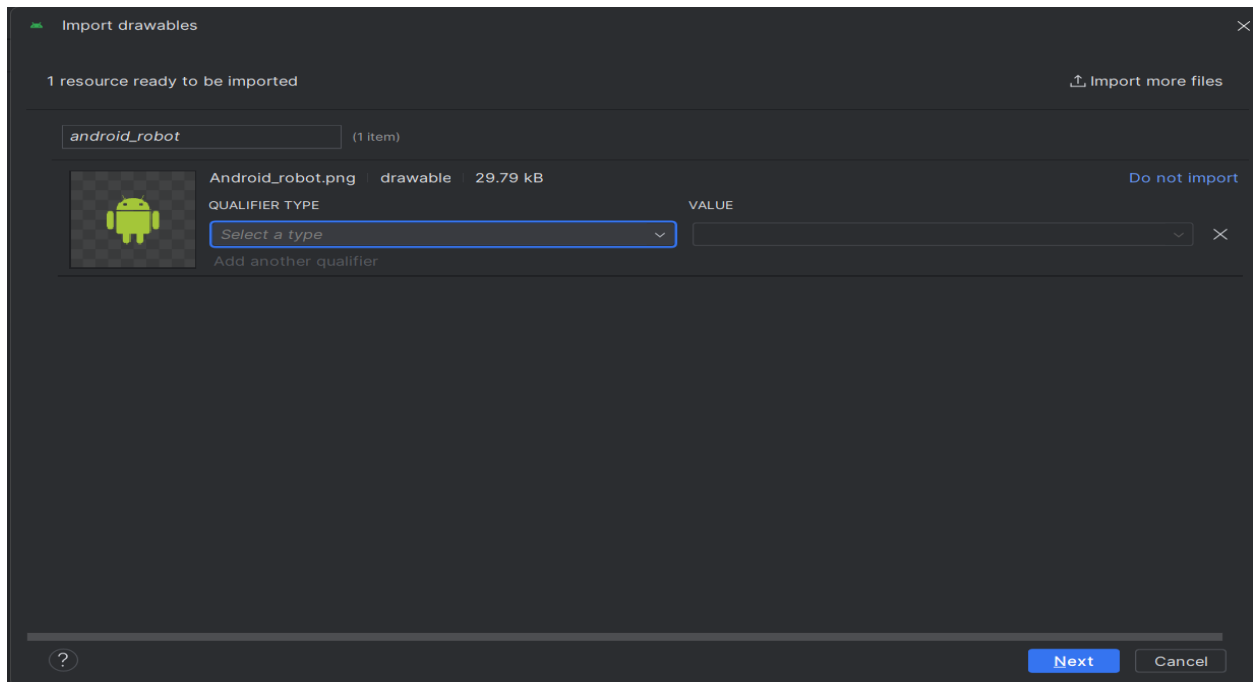 Import drawables
1 resource ready to be imported
Import more files
android_robot (1 item)
Android_robot.png drawable 29.79 kB Do not import
QUALIFIER TYPE VALUE
Select a type
Add another qualifier
? Next Cancel